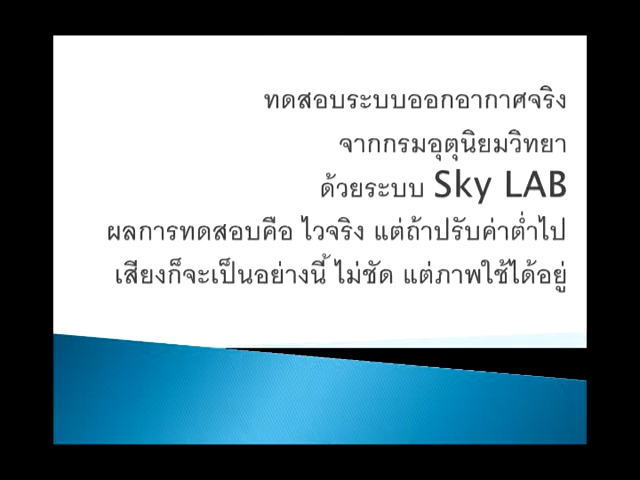 ทดสอบระบบออกอากาศจริง
จากกรมอุตุนิยมวิทยา
ด้วยระบบ Sky LAB
ผลการทดสอบคือ ไวจริง แต่ถ้าปรับค่าต่ำไป
เสียงก็จะเป็นอย่างนี้ ไม่ชัด แต่ภาพใช้ได้อยู่